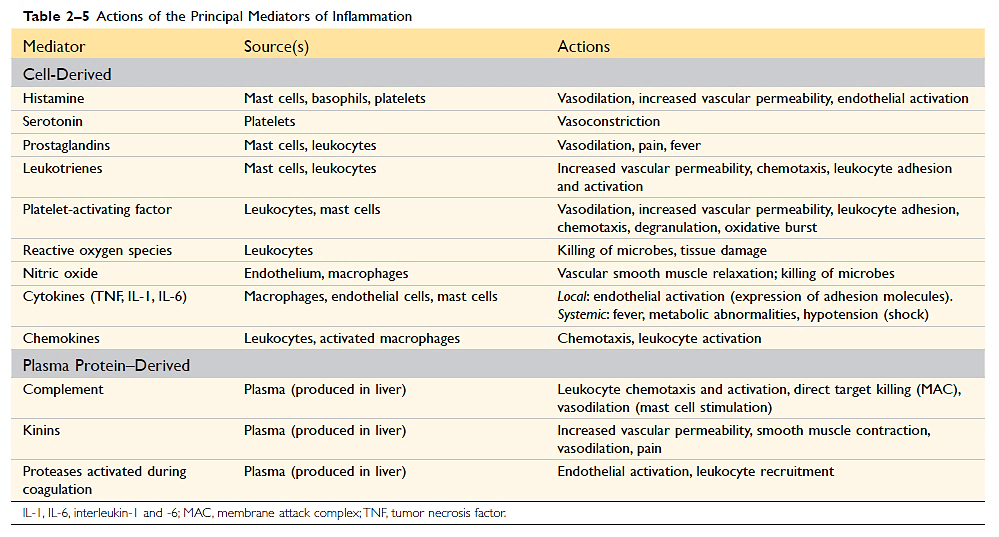 Table 2–5 Actions of the Principal Mediators of Inflammation
Mediator Source(s) Actions
Cell-Derived
Histamine Mast cells, basophils, platelets Vasodilation, increased vascular permeability, endothelial activation
Serotonin Platelets Vasoconstriction
Prostaglandins Mast cells, leukocytes Vasodilation, pain, fever
Leukotrienes Mast cells, leukocytes Increased vascular permeability, chemotaxis, leukocyte adhesion
and activation
Platelet-activating factor Leukocytes, mast cells Vasodilation, increased vascular permeability, leukocyte adhesion,
chemotaxis, degranulation, oxidative burst
Reactive oxygen species Leukocytes Killing of microbes, tissue damage
Nitric oxide Endothelium, macrophages Vascular smooth muscle relaxation; killing of microbes
Cytokines (TNF, IL-1, IL-6) Macrophages, endothelial cells, mast cells Local: endothelial activation (expression of adhesion molecules).
Systemic: fever, metabolic abnormalities, hypotension (shock)
Chemokines Leukocytes, activated macrophages Chemotaxis, leukocyte activation
Plasma Protein–Derived
Complement Plasma (produced in liver) Leukocyte chemotaxis and activation, direct target killing (MAC),
vasodilation (mast cell stimulation)
Kinins Plasma (produced in liver) Increased vascular permeability, smooth muscle contraction,
vasodilation, pain
Proteases activated during Plasma (produced in liver) Endothelial activation, leukocyte recruitment
coagulation
IL-1, IL-6, interleukin-1 and -6; MAC, membrane attack complex; TNF, tumor necrosis factor.